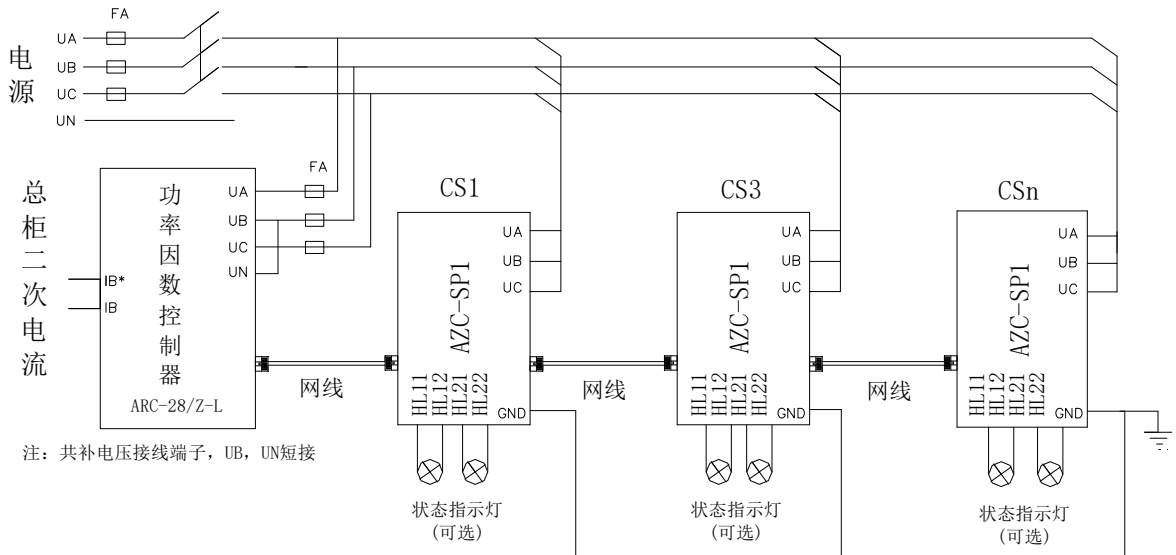 FA
UA
UB
UC
UN
电源
总柜二次电流
IB*
IB
功率因数控制器
UA
UB
UC
UN
ARC-28/Z-L
FA
注：共补电压接线端子，UB，UN短接
网线
CS1
AZC-SP1
UA
UB
UC
HL11
HL12
HL21
HL22
GND
状态指示灯
(可选)
网线
CS3
AZC-SP1
UA
UB
UC
HL11
HL12
HL21
HL22
GND
状态指示灯
(可选)
网线
CSn
AZC-SP1
UA
UB
UC
HL11
HL12
HL21
HL22
GND
状态指示灯
(可选)